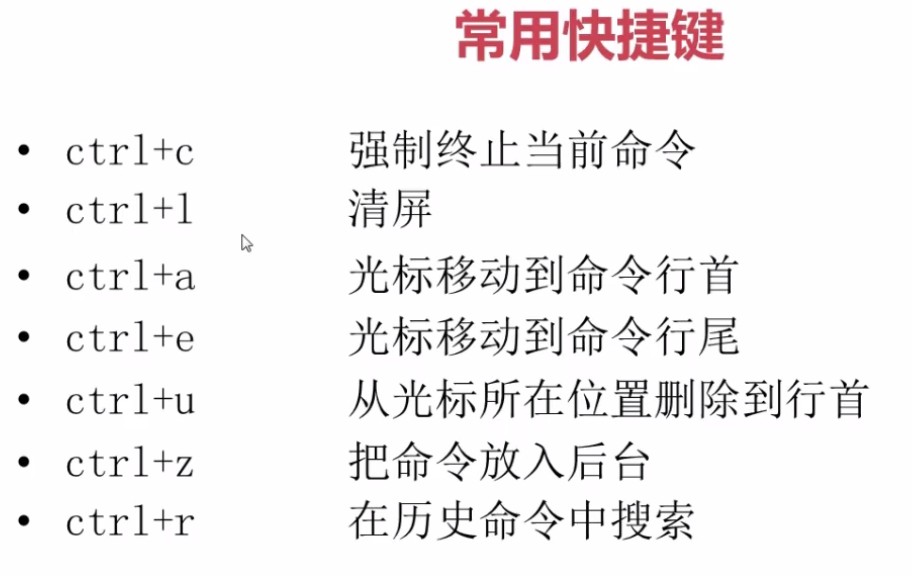 常用快捷键
• ctrl+c 强制终止当前命令
• ctrl+l 清屏
• ctrl+a 光标移动到命令行首
• ctrl+e 光标移动到命令行尾
• ctrl+u 从光标所在位置删除到行首
• ctrl+z 把命令放入后台
• ctrl+r 在历史命令中搜索